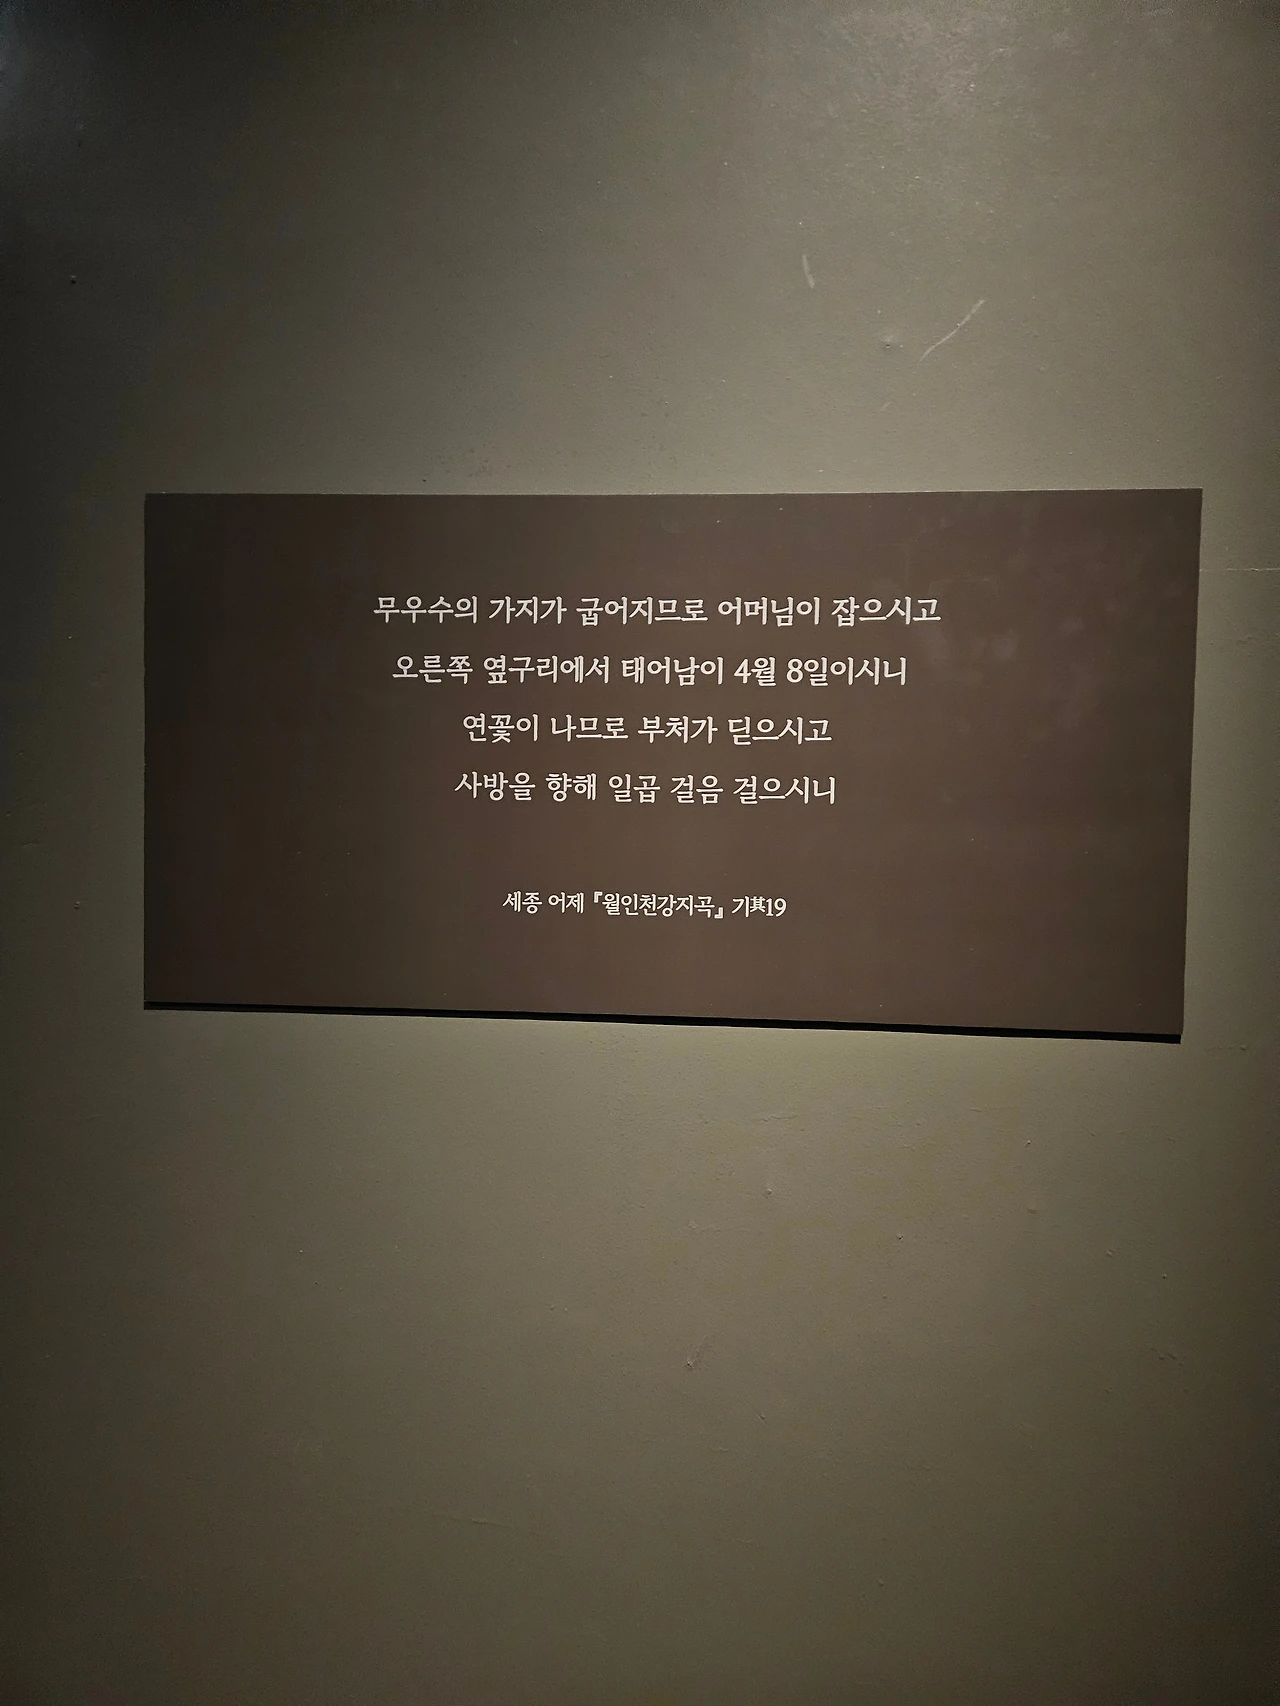 무우수의 가지가 굽어지므로 어머님이 잡으시고
오른쪽 옆구리에서 태어남이 4월 8일이시니
연꽃이 나므로 부처가 딛으시고
사방을 향해 일곱 걸음 걸으시니
세종 어제 『월인천강지곡』 기其19